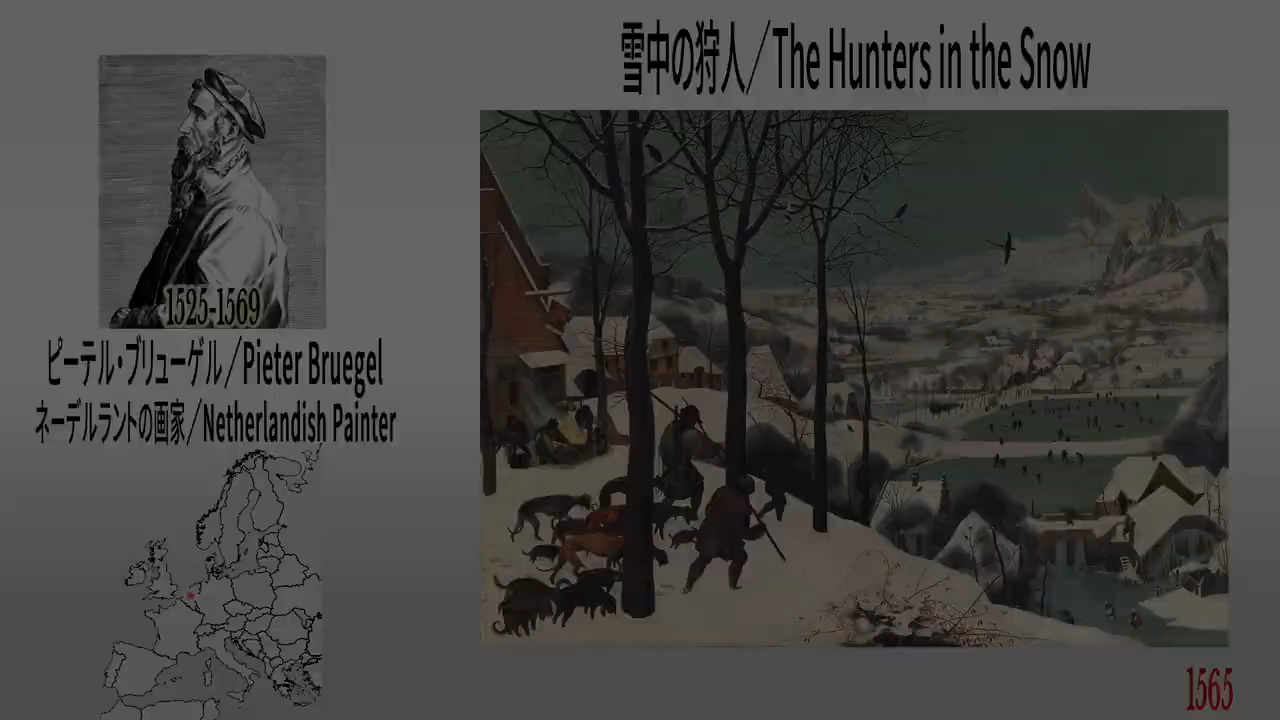 雪中の狩人／The Hunters in the Snow
1525-1569
ピーテル・ブリューゲル／Pieter Bruegel
ネーデルラントの画家／Netherlandish Painter
1565